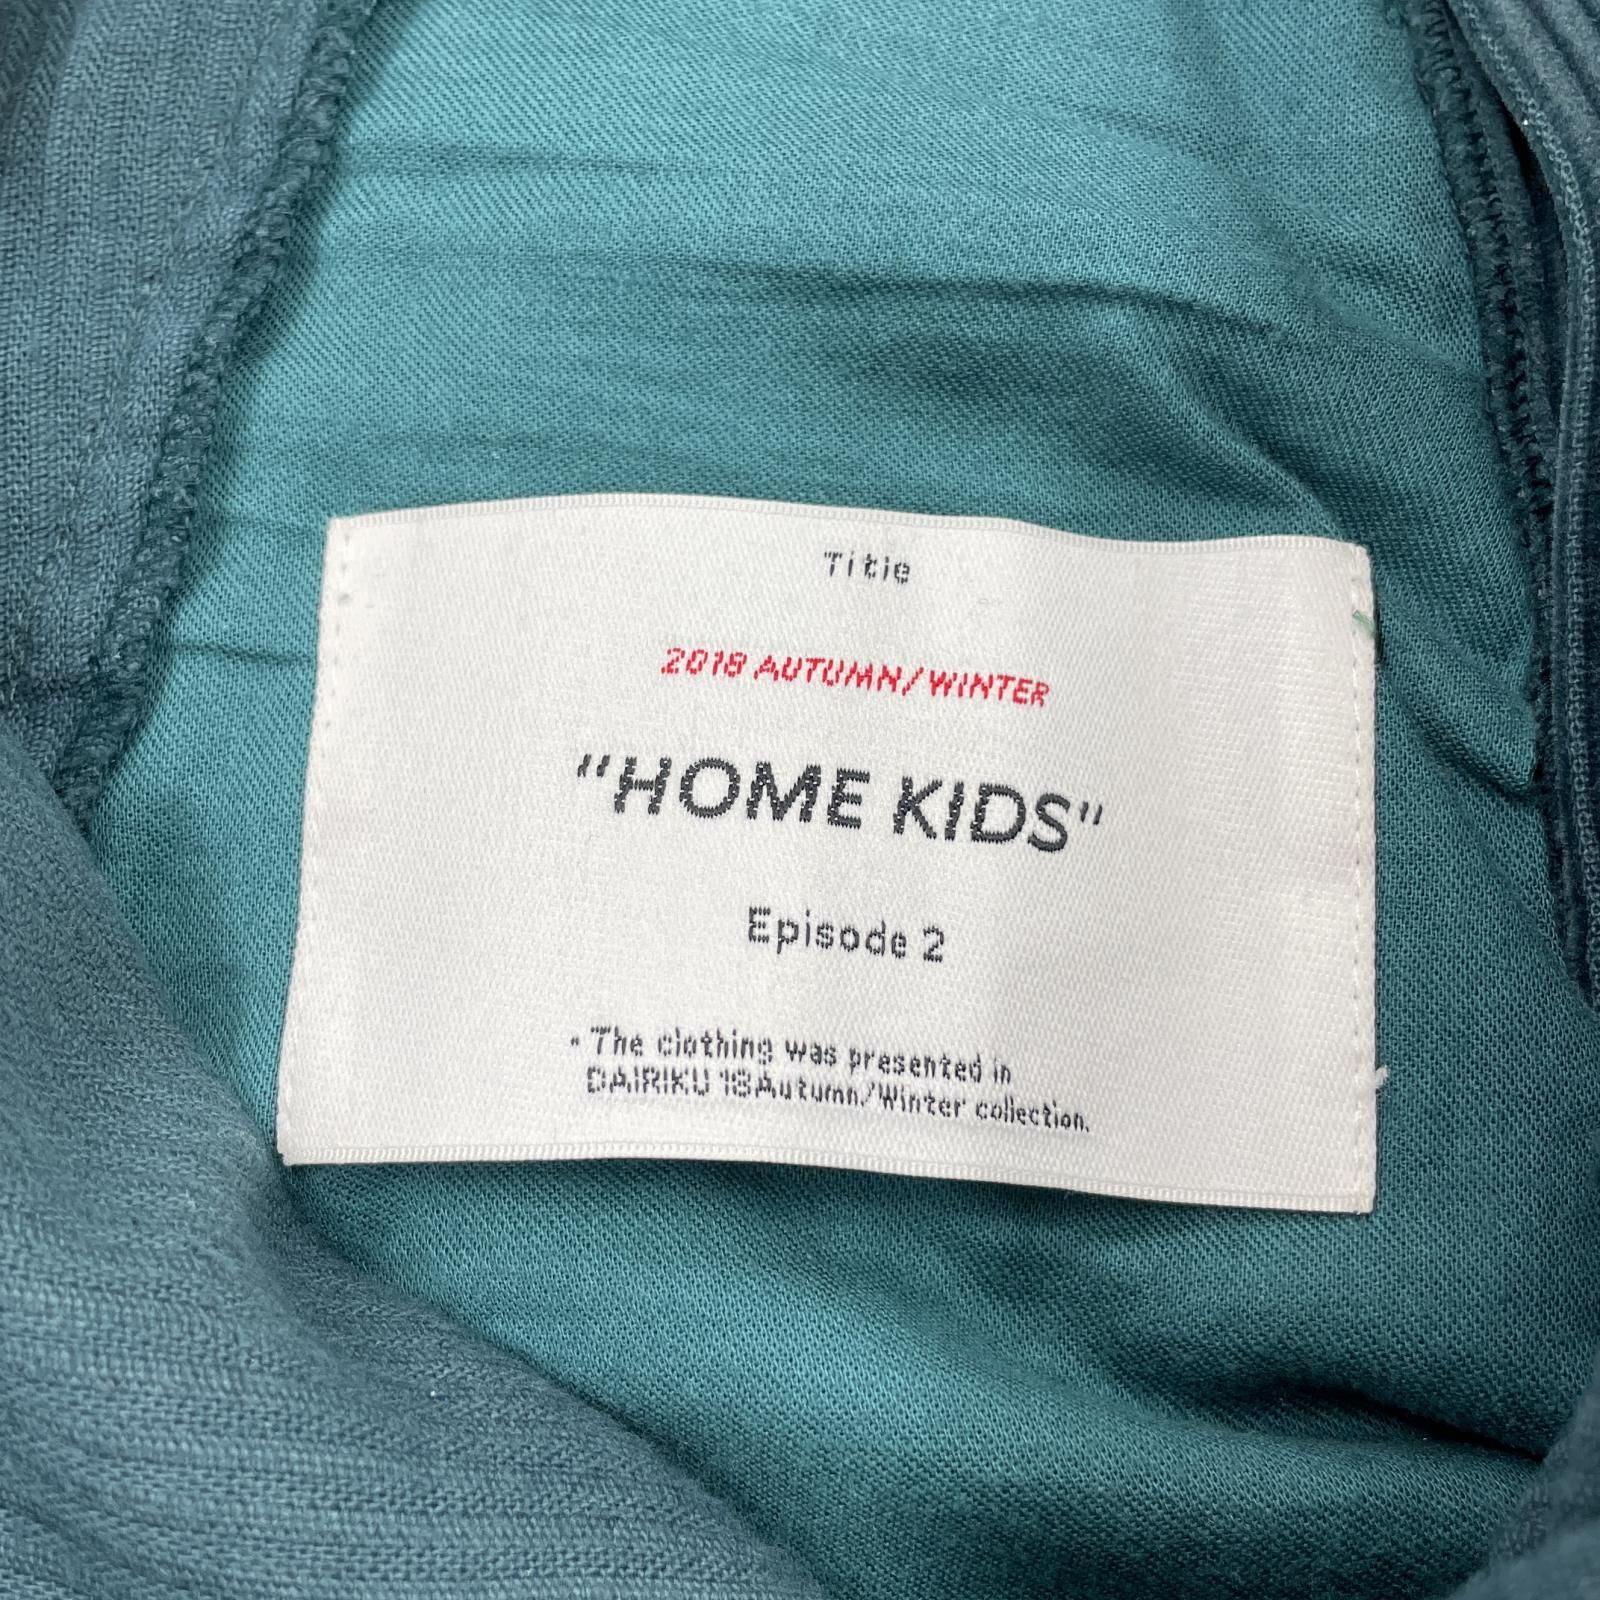 Title
2018 AUTUMN/WINTER
"HOME KIDS"
Episode 2
• The clothing was presented in
DAIRIKU 18Autumn/Winter collection.